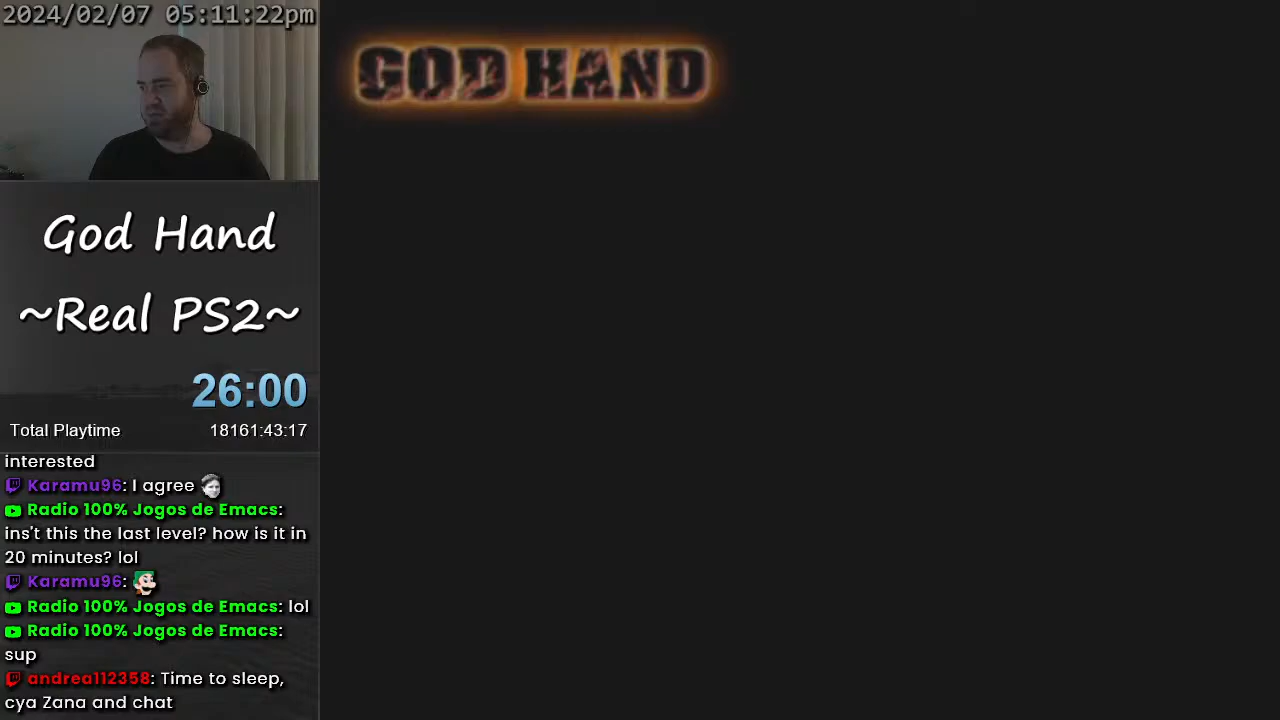 2024/02/07 05:11:22pm
GOD HAND
God Hand
~Real PS2~
26:00
Total Playtime 18161:43:17
interested
Karamu96: I agree
Radio 100% Jogos de Emacs:
ins't this the last level? how is it in
20 minutes? lol
Karamu96:
Radio 100% Jogos de Emacs: lol
Radio 100% Jogos de Emacs:
sup
andrea112358: Time to sleep,
cya Zana and chat